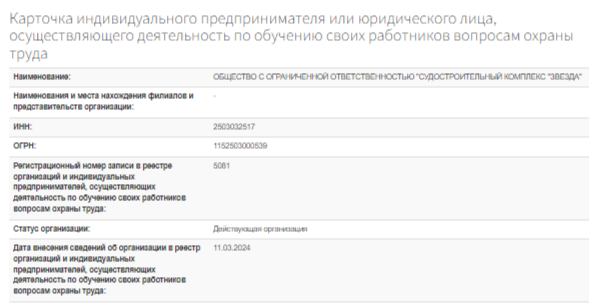 Карточка индивидуального предпринимателя или юридического лица,
осуществляющего деятельность по обучению своих работников вопросам охраны
труда
Наименование: ОБЩЕСТВО С ОГРАНИЧЕННОЙ ОТВЕТСТВЕННОСТЬЮ "СУДОСТРОИТЕЛЬНЫЙ КОМПЛЕКС "ЗВЕЗДА"
Наименования и места нахождения филиалов и -
представительств организации:
ИНН: 2503032517
ОГРН: 1152503000539
Регистрационный номер записи в реестре 5081
организаций и индивидуальных
предпринимателей, осуществляющих
деятельность по обучению своих работников
вопросам охраны труда:
Статус организации: Действующая организация
Дата внесения сведений об организации в реестр 11.03.2024
организаций и индивидуальных
предпринимателей, осуществляющих
деятельность по обучению своих работников
вопросам охраны труда: